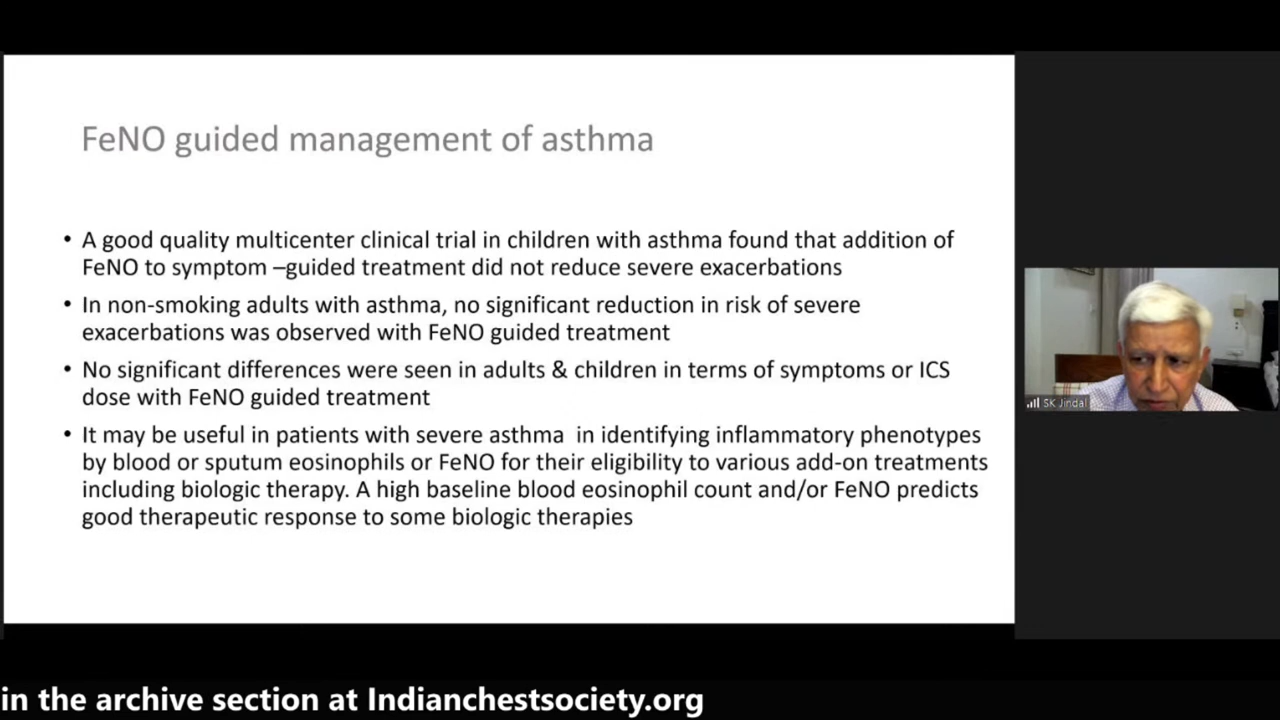 FeNO guided management of asthma
• A good quality multicenter clinical trial in children with asthma found that addition of
FeNO to symptom –guided treatment did not reduce severe exacerbations
• In non-smoking adults with asthma, no significant reduction in risk of severe
exacerbations was observed with FeNO guided treatment
• No significant differences were seen in adults & children in terms of symptoms or ICS
dose with FeNO guided treatment
• It may be useful in patients with severe asthma in identifying inflammatory phenotypes
by blood or sputum eosinophils or FeNO for their eligibility to various add-on treatments
including biologic therapy. A high baseline blood eosinophil count and/or FeNO predicts
good therapeutic response to some biologic therapies
SK Jindal
in the archive section at Indianchestsociety.org